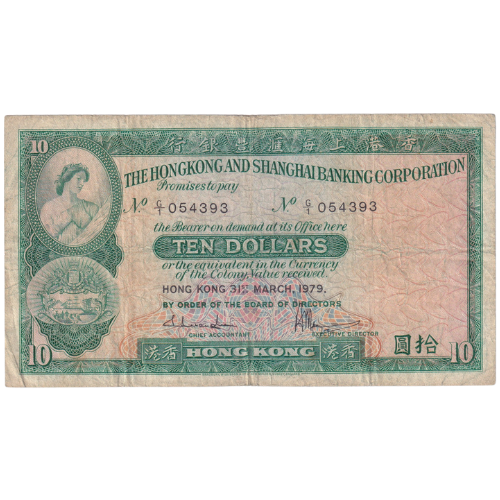 行銀豐滙海上港香
10
THE HONGKONG AND SHANGHAI BANKING CORPORATION
Promises to pay
No G/1 054393 No G/1 054393
the Bearer on demand at its Office here
TEN DOLLARS
or the equivalent in the Currency
of the Colony, Value received.
HONG KONG 31st MARCH, 1979.
BY ORDER OF THE BOARD OF DIRECTORS
CHIEF ACCOUNTANT EXECUTIVE DIRECTOR
圓拾
10 港香 HONG KONG 港香 10